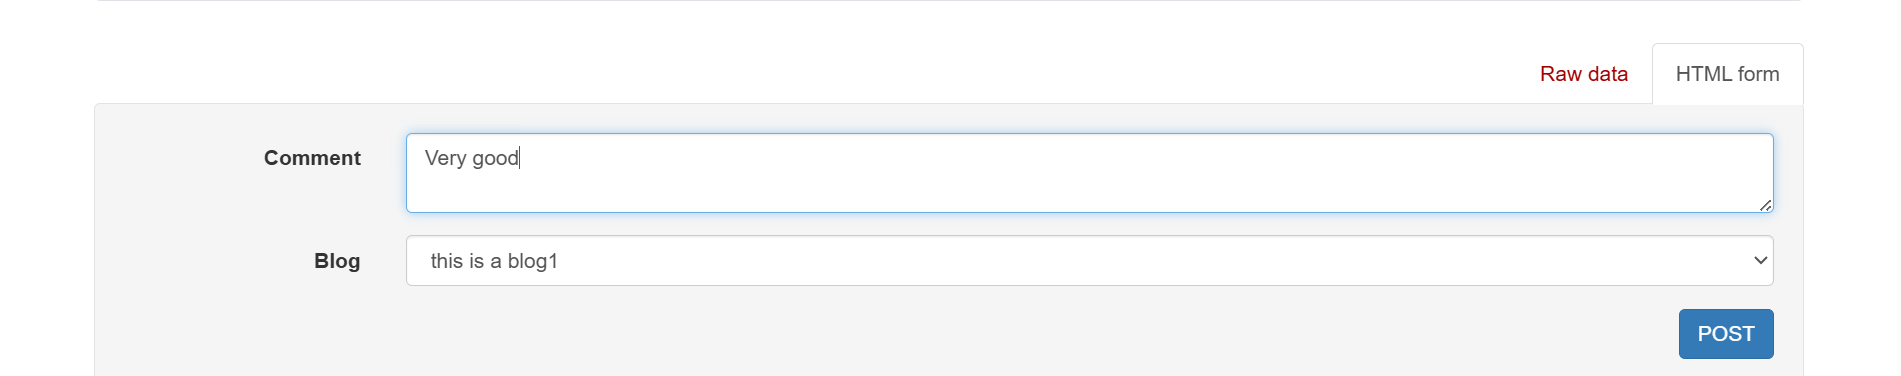 Raw data HTML form
Comment Very good
Blog this is a blog1
POST